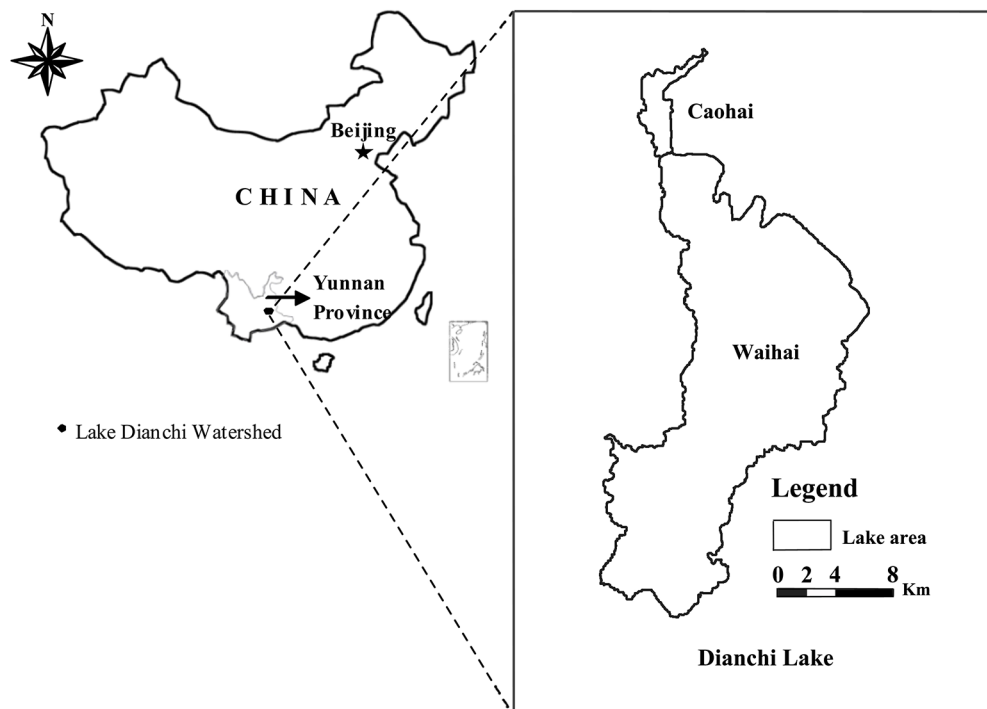 N
Beijing
CHINA
Yunnan
Province
Lake Dianchi Watershed
Caohai
Waihai
Legend
Lake area
0 2 4 8
Km
Dianchi Lake